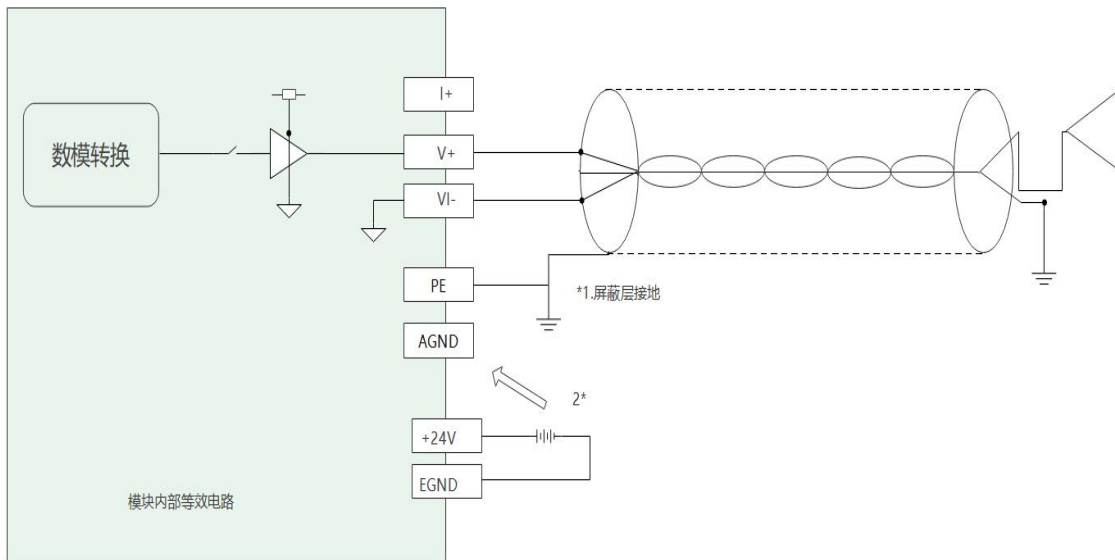 I+
数模转换
V+
VI-
PE
*1.屏蔽层接地
AGND
2*
+24V
EGND
模块内部等效电路